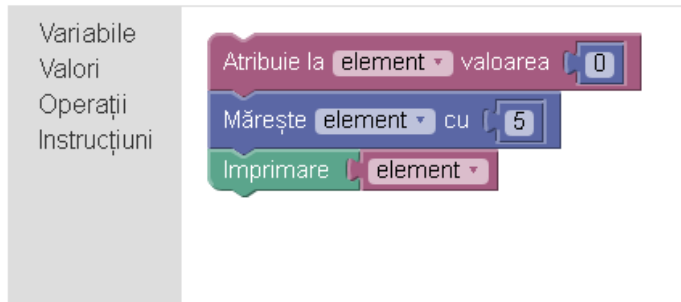 Variabile
Valori
Operații
Instrucțiuni
Atribuie la element valoarea 0
Mărește element cu 5
Imprimare element